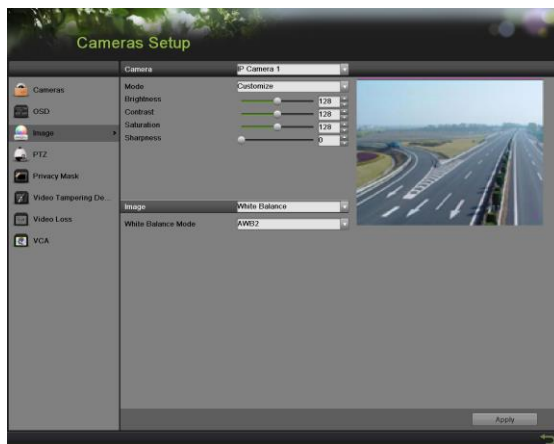 Cameras Setup
Camera IP Camera 1
Cameras
OSD
Image
PTZ
Privacy Mask
Video Tampering De...
Video Loss
VCA
Mode Customize
Brightness 128
Contrast 128
Saturation 128
Sharpness 0
Image White Balance
White Balance Mode AWB2
Apply